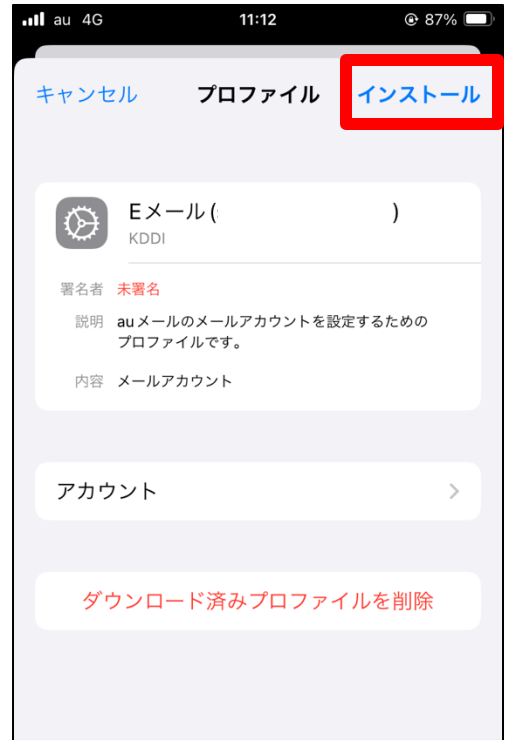 au 4G 11:12 87%
キャンセル プロファイル インストール
Eメール( )
KDDI
署名者 未署名
説明 auメールのメールアカウントを設定するための
プロファイルです。
内容 メールアカウント
アカウント
ダウンロード済みプロファイルを削除